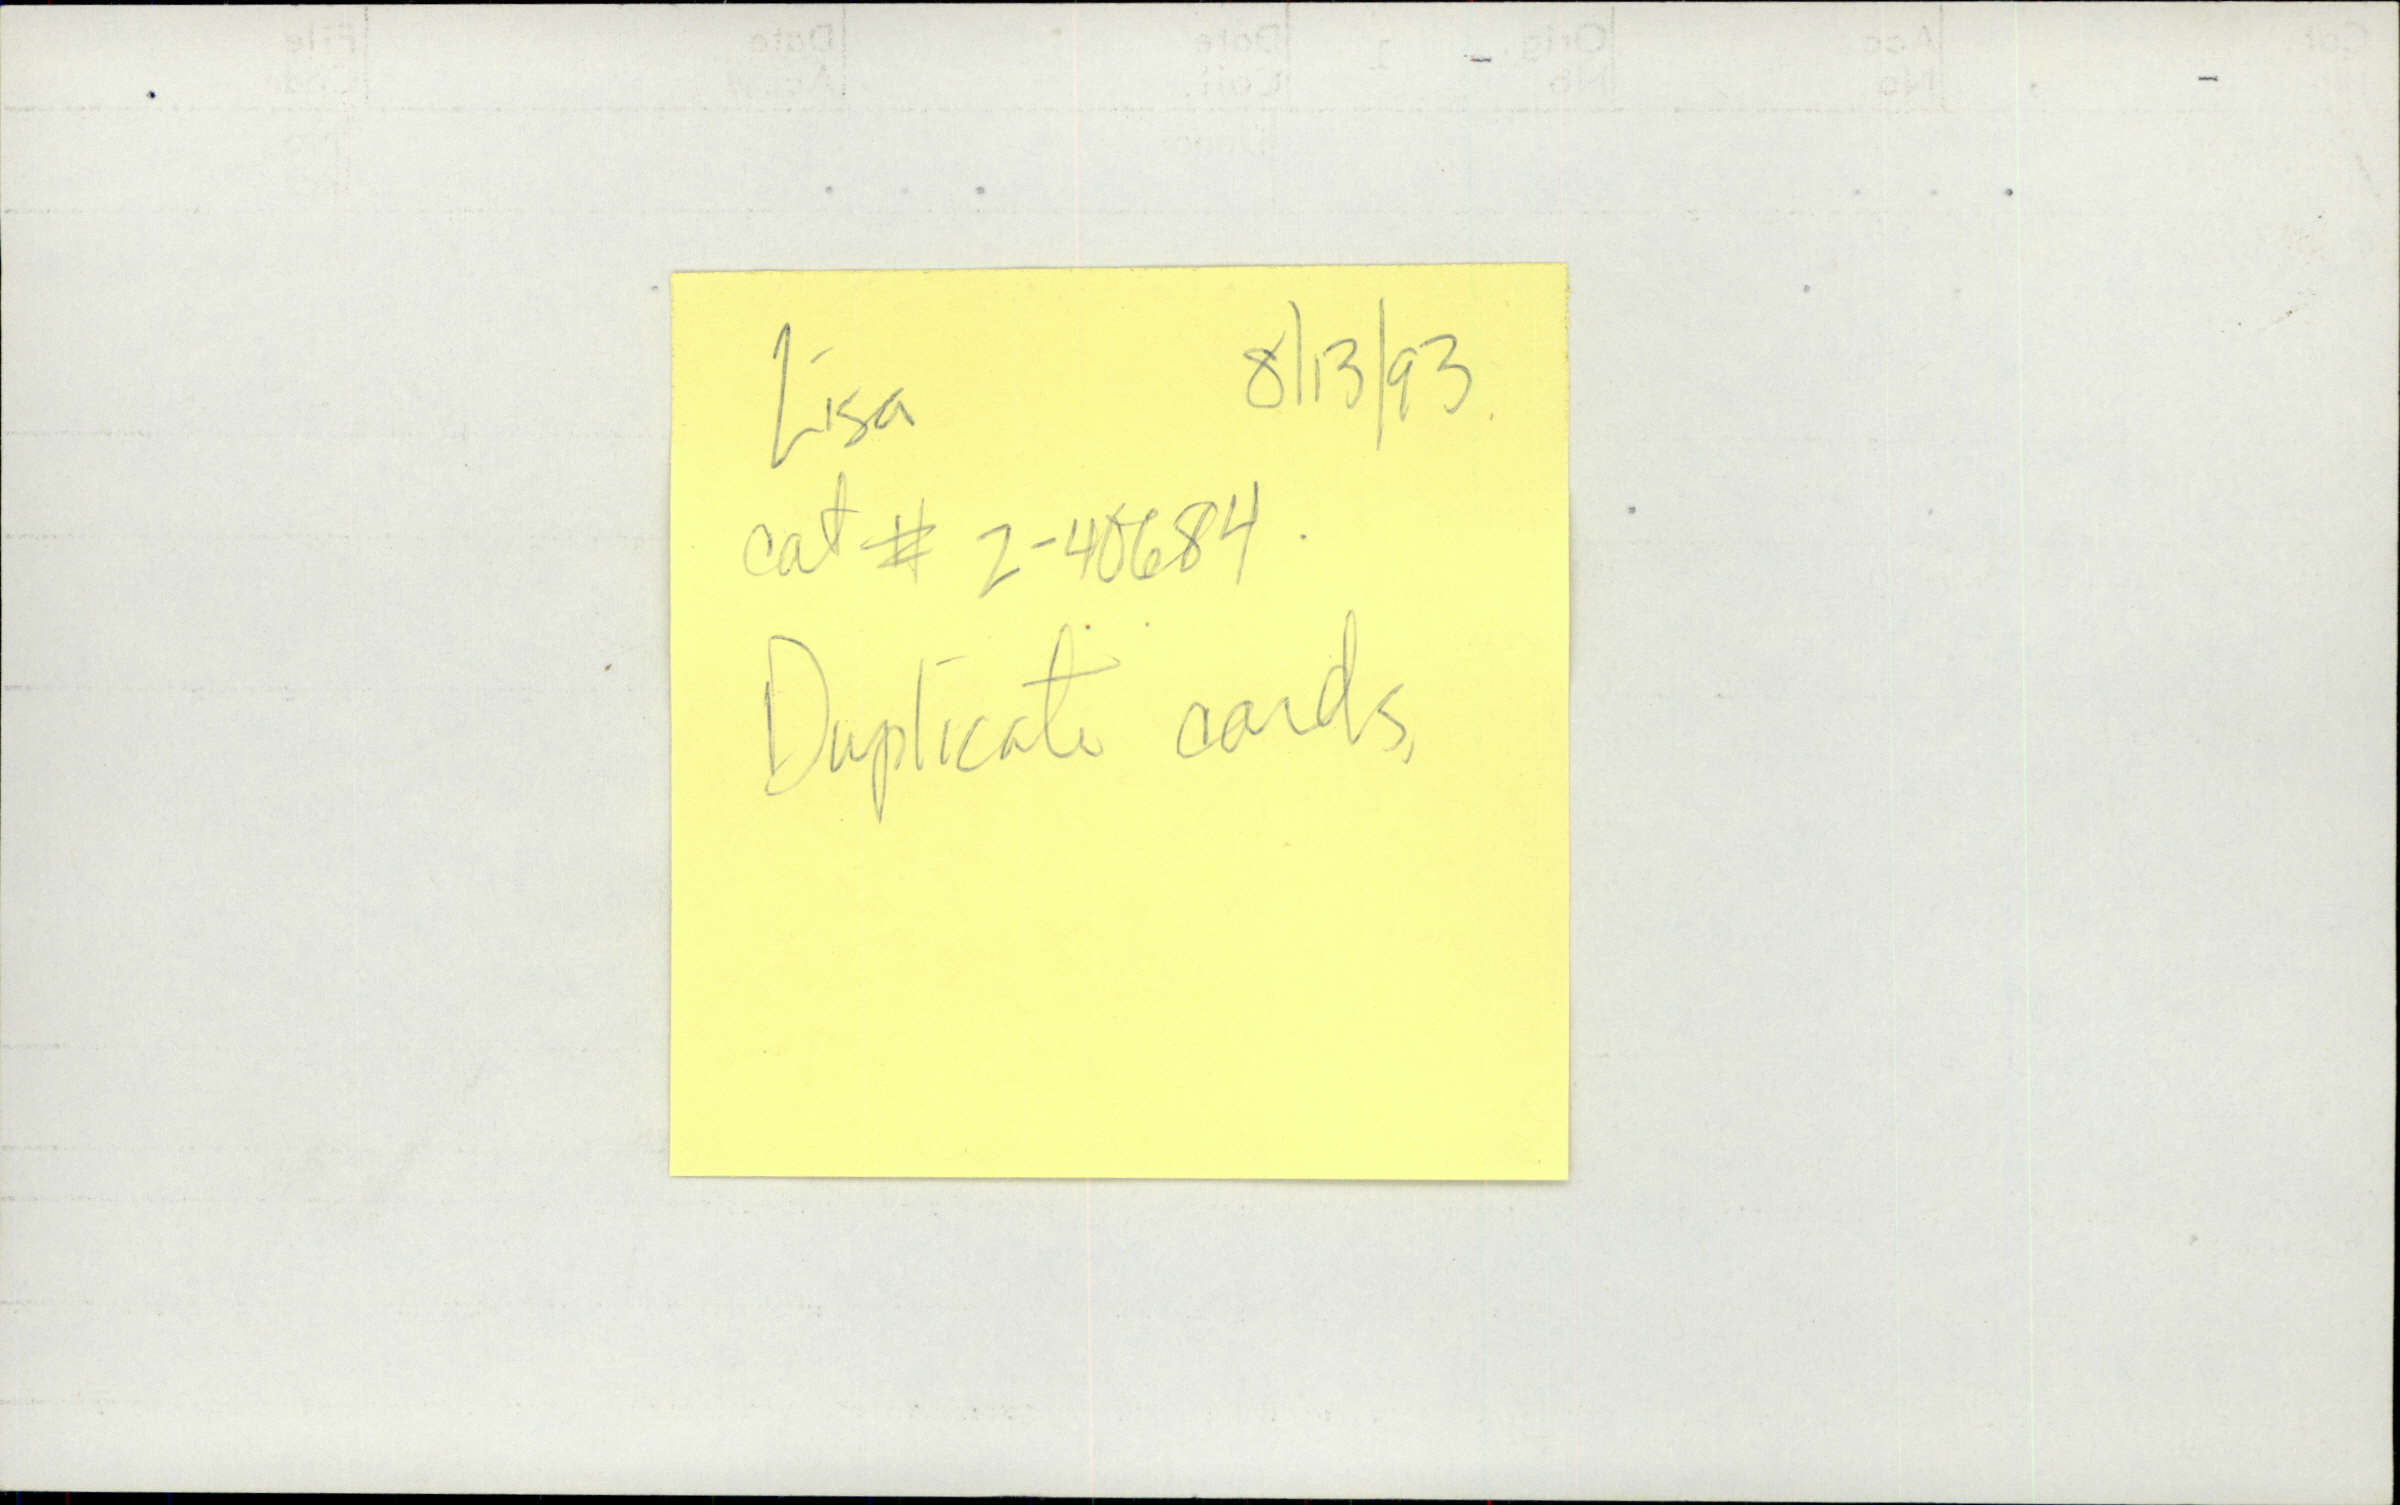 Lisa 8/13/93.
cat # 2-40684.
Duplicate cards,